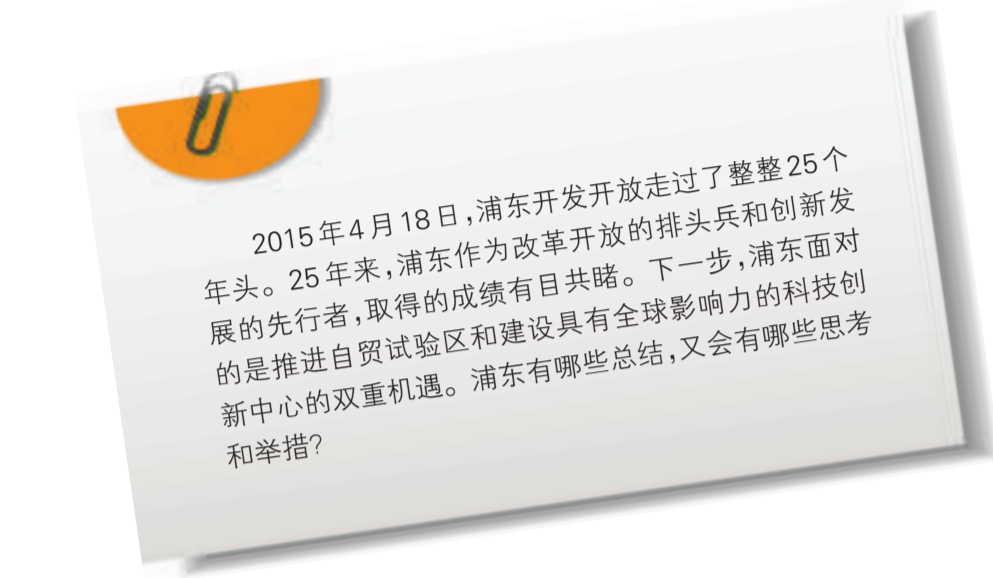 2015年4月18日,浦东开发开放走过了整整25个
年头。25年来,浦东作为改革开放的排头兵和创新发
展的先行者,取得的成绩有目共睹。下一步,浦东面对
的是推进自贸试验区和建设具有全球影响力的科技创
新中心的双重机遇。浦东有哪些总结,又会有哪些思考
和举措?